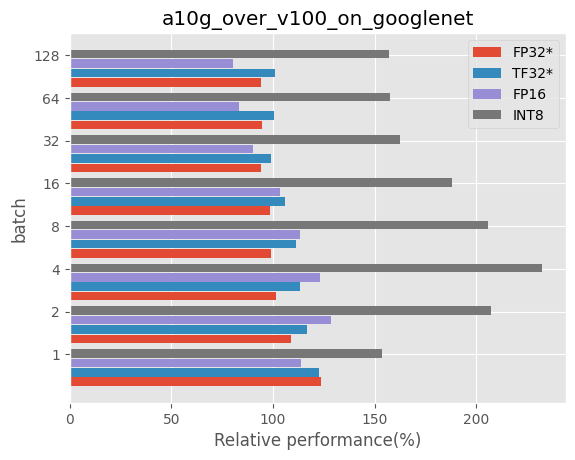 a10g_over_v100_on_googlenet
FP32*
TF32*
FP16
INT8
batch
128
64
32
16
8
4
2
1
0
50
100
150
200
Relative performance(%)